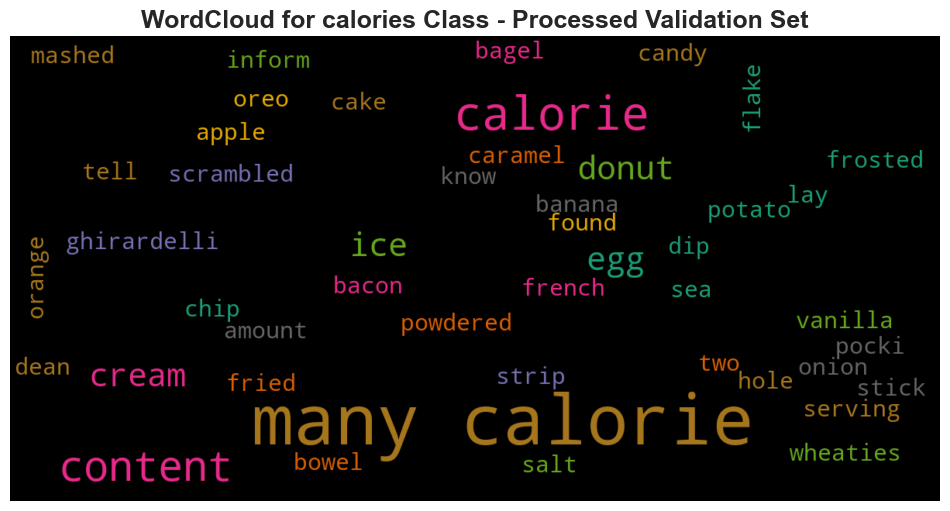 WordCloud for calories Class - Processed Validation Set
mashed
inform
bagel
candy
oreo
cake
calorie
flake
apple
caramel
donut
frosted
tell
scrambled
know
lay
banana
potato
found
ghirardelli
ice
egg
dip
orange
bacon
french
sea
chip
amount
powdered
vanilla
pocki
dean
cream
fried
strip
two
hole
onion
stick
many calorie
serving
content
bowel
salt
wheaties